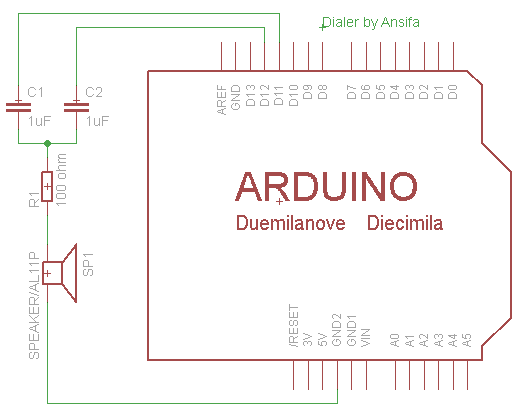 Dialer by Ansifa
C1
C2
1uF
1uF
AREF
GND
D13
D12
D11
D10
D9
D8
D7
D6
D5
D4
D3
D2
D1
D0
R1
100 ohm
ARDUINO
Duemilanove Diecimila
SPEAKER/AL11P
SP1
/RESET
3V
5V
GND2
GND1
VIN
A0
A1
A2
A3
A4
A5